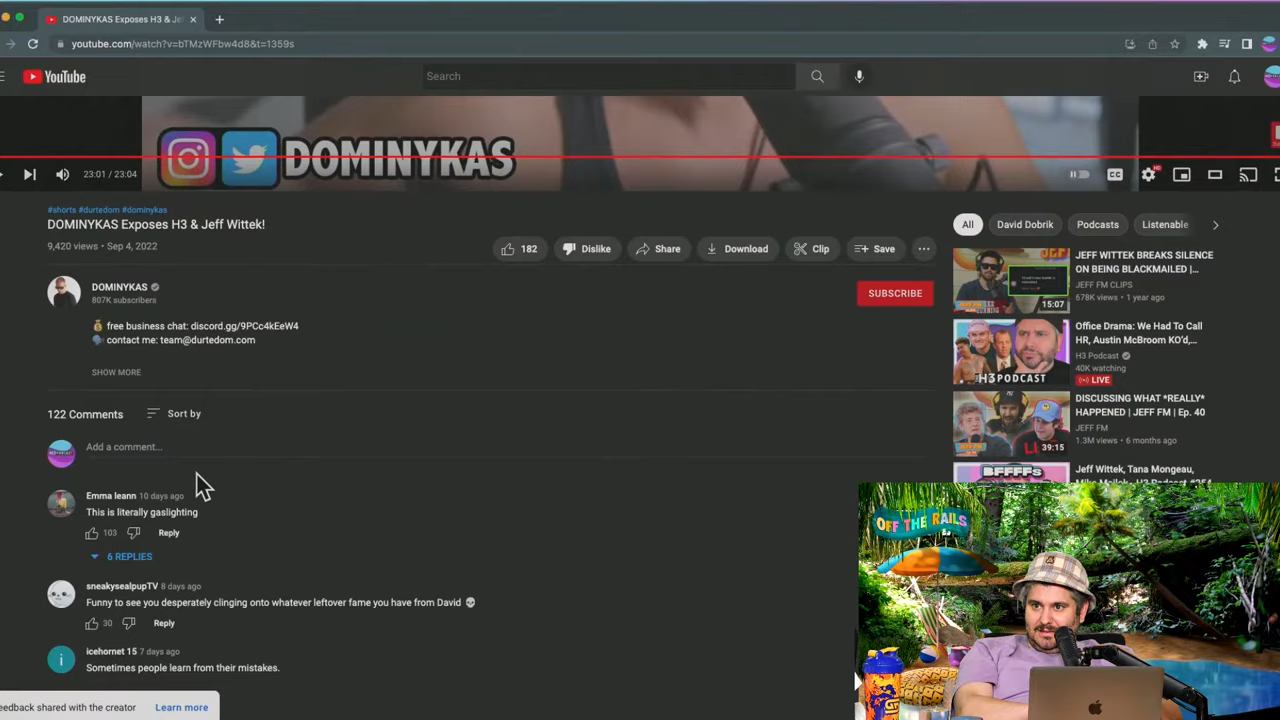 DOMINYKAS Exposes H3 & Je
youtube.com/watch?v=bTMzWFbw4d8&t=1359s
YouTube
Search
DOMINYKAS
23:01 / 23:04
CC
HD
#shorts #durtedom #dominykas
DOMINYKAS Exposes H3 & Jeff Wittek!
9,420 views • Sep 4, 2022
182
Dislike
Share
Download
Clip
Save
DOMINYKAS
807K subscribers
SUBSCRIBE
💰 free business chat: discord.gg/9PCc4kEeW4
🗣 contact me: team@durtedom.com
SHOW MORE
122 Comments
Sort by
Add a comment...
Emma leann 10 days ago
This is literally gaslighting
103
Reply
6 REPLIES
sneakysealpupTV 8 days ago
Funny to see you desperately clinging onto whatever leftover fame you have from David 💀
30
Reply
i
icehornet 15 7 days ago
Sometimes people learn from their mistakes.
eedback shared with the creator
Learn more
All
David Dobrik
Podcasts
Listenable
JEFF WITTEK BREAKS SILENCE
ON BEING BLACKMAILED |...
JEFF FM CLIPS
678K views • 1 year ago
15:07
Office Drama: We Had To Call
HR, Austin McBroom KO'd,...
H3 Podcast
40K watching
LIVE
H3PODCAST
DISCUSSING WHAT *REALLY*
HAPPENED | JEFF FM | Ep. 40
JEFF FM
1.3M views • 6 months ago
39:15
Jeff Wittek, Tana Mongeau,
BFFFFS
OFF THE RAILS